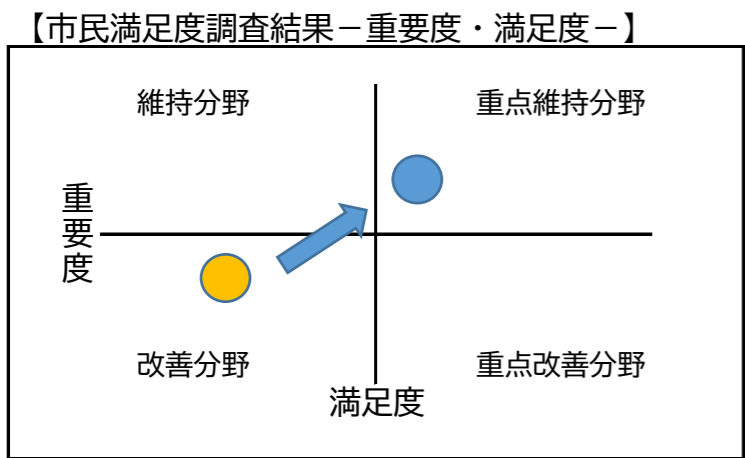 【市民満足度調査結果－重要度・満足度－】
維持分野
重点維持分野
重要度
改善分野
重点改善分野
満足度